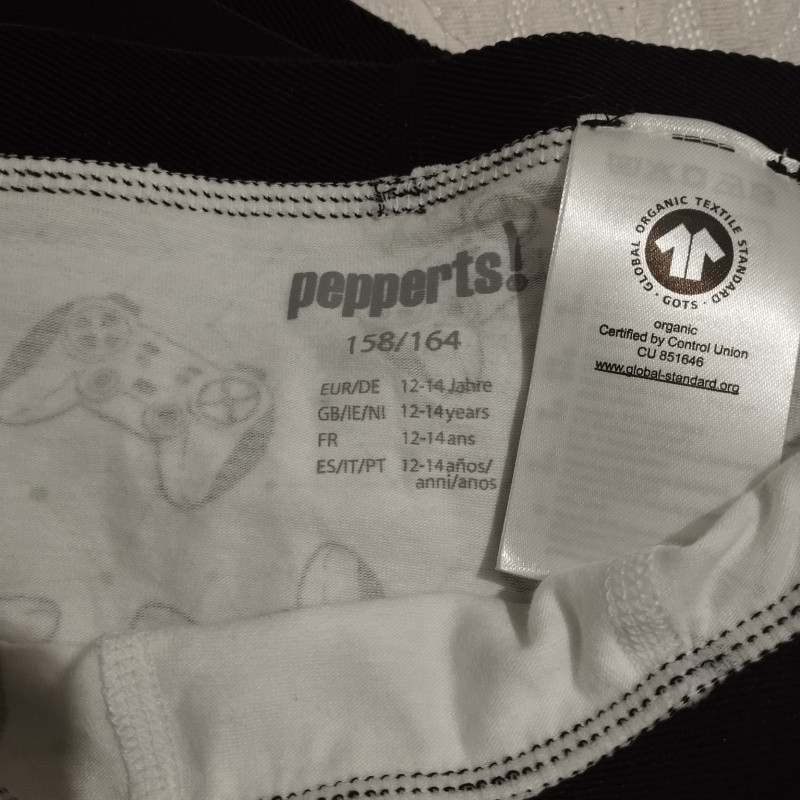 pepperts!
158/164
EUR/DE 12-14 Jahre
GB/IE/NI 12-14 years
FR 12-14 ans
ES/IT/PT 12-14 años/
anni/anos
GLOBAL ORGANIC TEXTILE STANDARD · GOTS ·
organic
Certified by Control Union
CU 851646
www.global-standard.org